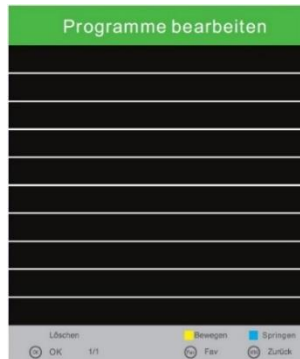 Programme bearbeiten
Löschen Bewegen Springen
OK 1/1 Fav Zurück